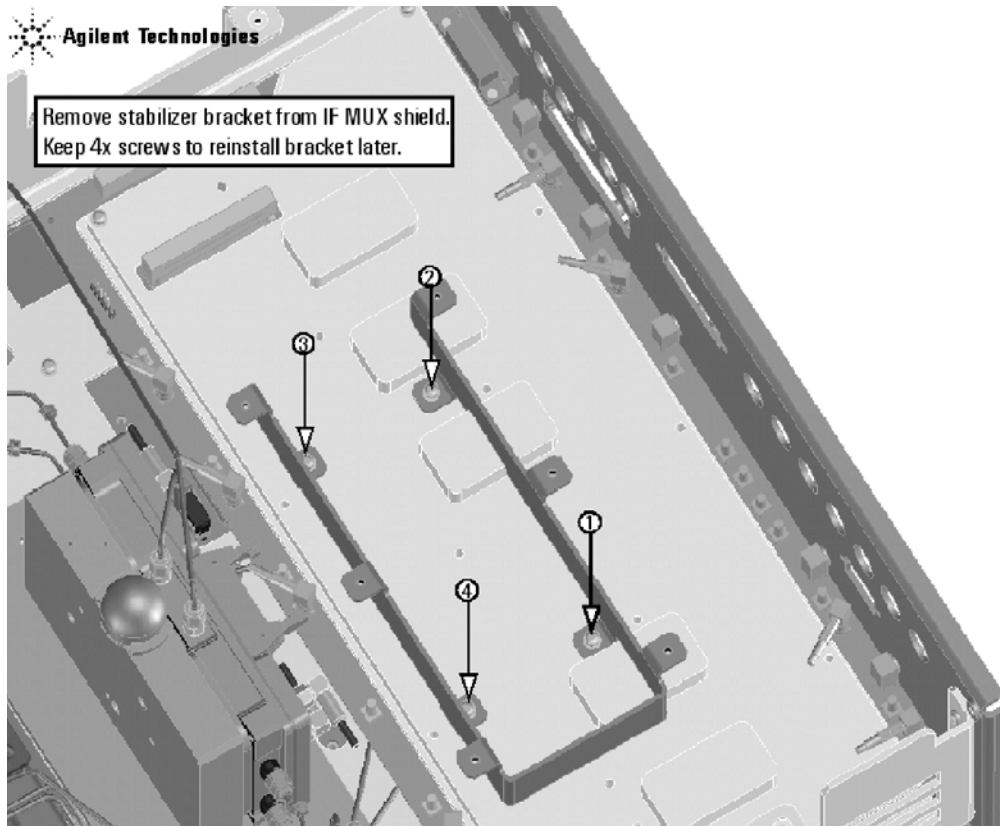 Agilent Technologies
Remove stabilizer bracket from IF MUX shield.
Keep 4x screws to reinstall bracket later.
2
3
1
4